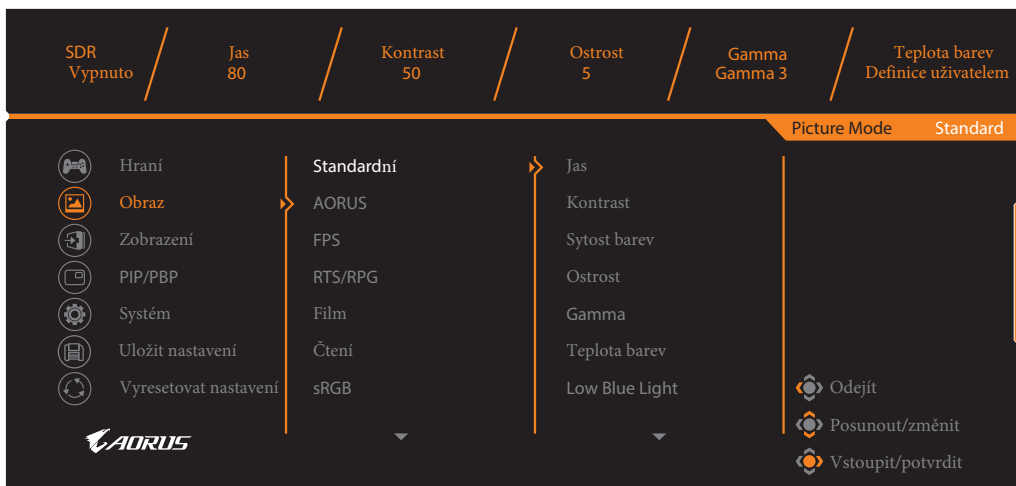 SDR
Vypnuto
Jas
80
Kontrast
50
Ostrost
5
Gamma
Gamma 3
Teplota barev
Definice uživatelem
Picture Mode Standard
Hraní
Obraz
Zobrazení
PIP/PBP
Systém
Uložit nastavení
Vyresetovat nastavení
AORUS
Standardní
AORUS
FPS
RTS/RPG
Film
Čtení
sRGB
Jas
Kontrast
Sytost barev
Ostrost
Gamma
Teplota barev
Low Blue Light
Odejít
Posunout/změnit
Vstoupit/potvrdit